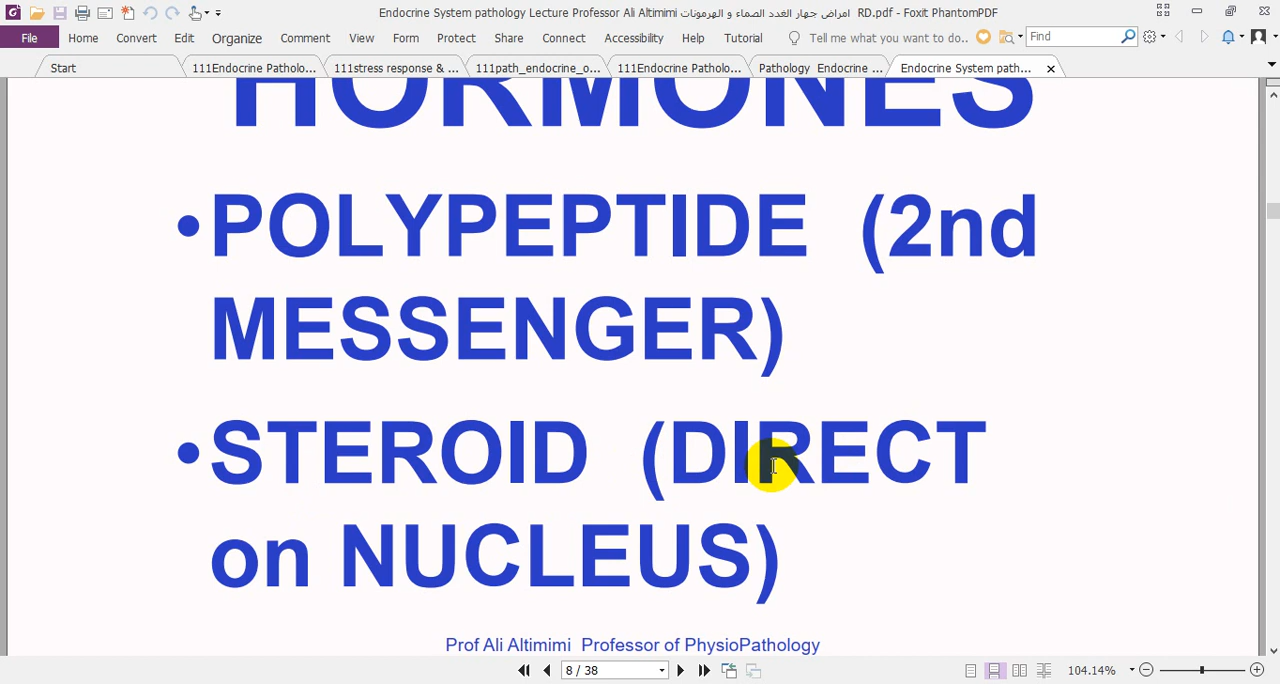 Endocrine System pathology Lecture Professor Ali Altimimi امراض جهاز الغدد الصماء و الهرمونات RD.pdf - Foxit PhantomPDF
File Home Convert Edit Organize Comment View Form Protect Share Connect Accessibility Help Tutorial Tell me what you want to do.. Find
Start 111Endocrine Patholo... 111stress response & ... 111path_endocrine_o... 111Endocrine Patholo... Pathology Endocrine ... Endocrine System path...
HORMONES
•POLYPEPTIDE (2nd
MESSENGER)
•STEROID (DIRECT
on NUCLEUS)
Prof Ali Altimimi Professor of PhysioPathology
8 / 38 104.14%